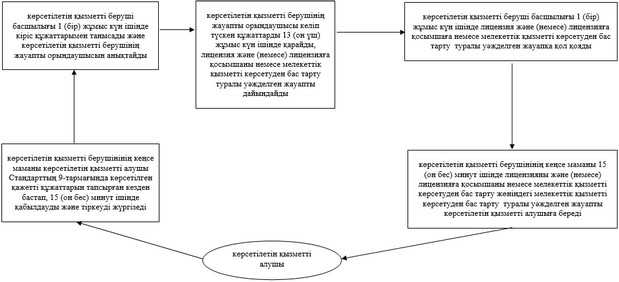 көрсетілетін қызметті беруші
басшылығы 1 (бір) жұмыс күн ішінде
кіріс құжаттарымен танысады және
көрсетілетін қызметті берушінің
жауапты орындаушысын анықтайды
көрсетілетін қызметті берушінің
жауапты орындаушысы келіп
түскен құжаттарды 13 (он үш)
жұмыс күн ішінде қарайды,
лицензия және (немесе) лицензияға
қосымшаны немесе мемлекеттік
қызметті көрсетуден бас тарту
туралы уәжделген жауапты
дайындайды
көрсетілетін қызметті беруші басшылығы 1 (бір)
жұмыс күн ішінде лицензия және (немесе) лицензияға
қосымшаға немесе мемлекеттік қызметті көрсетуден бас
тарту туралы уәжделген жауапқа қол қояды
көрсетілетін қызметті берушінінің кеңсе
маманы көрсетілетін қызметті алушы
Стандарттың 9-тармағында көрсетілген
қажетті құжаттарын тапсырған кезден
бастап, 15 (он бес) минут ішінде
қабылдауды және тіркеуді жүргізеді
көрсетілетін қызметті берушінің кеңсе маманы 15
(он бес) минут ішінде лицензияны және (немесе)
лицензияға қосымшаны немесе мемлекеттік қызметті
көрсетуден бас тарту жөніндегі мемлекеттік қызметті
көрсетуден бас тарту туралы уәжделген жауапты
көрсетілетін қызметті алушыға береді
көрсетілетін қызметті
алушы